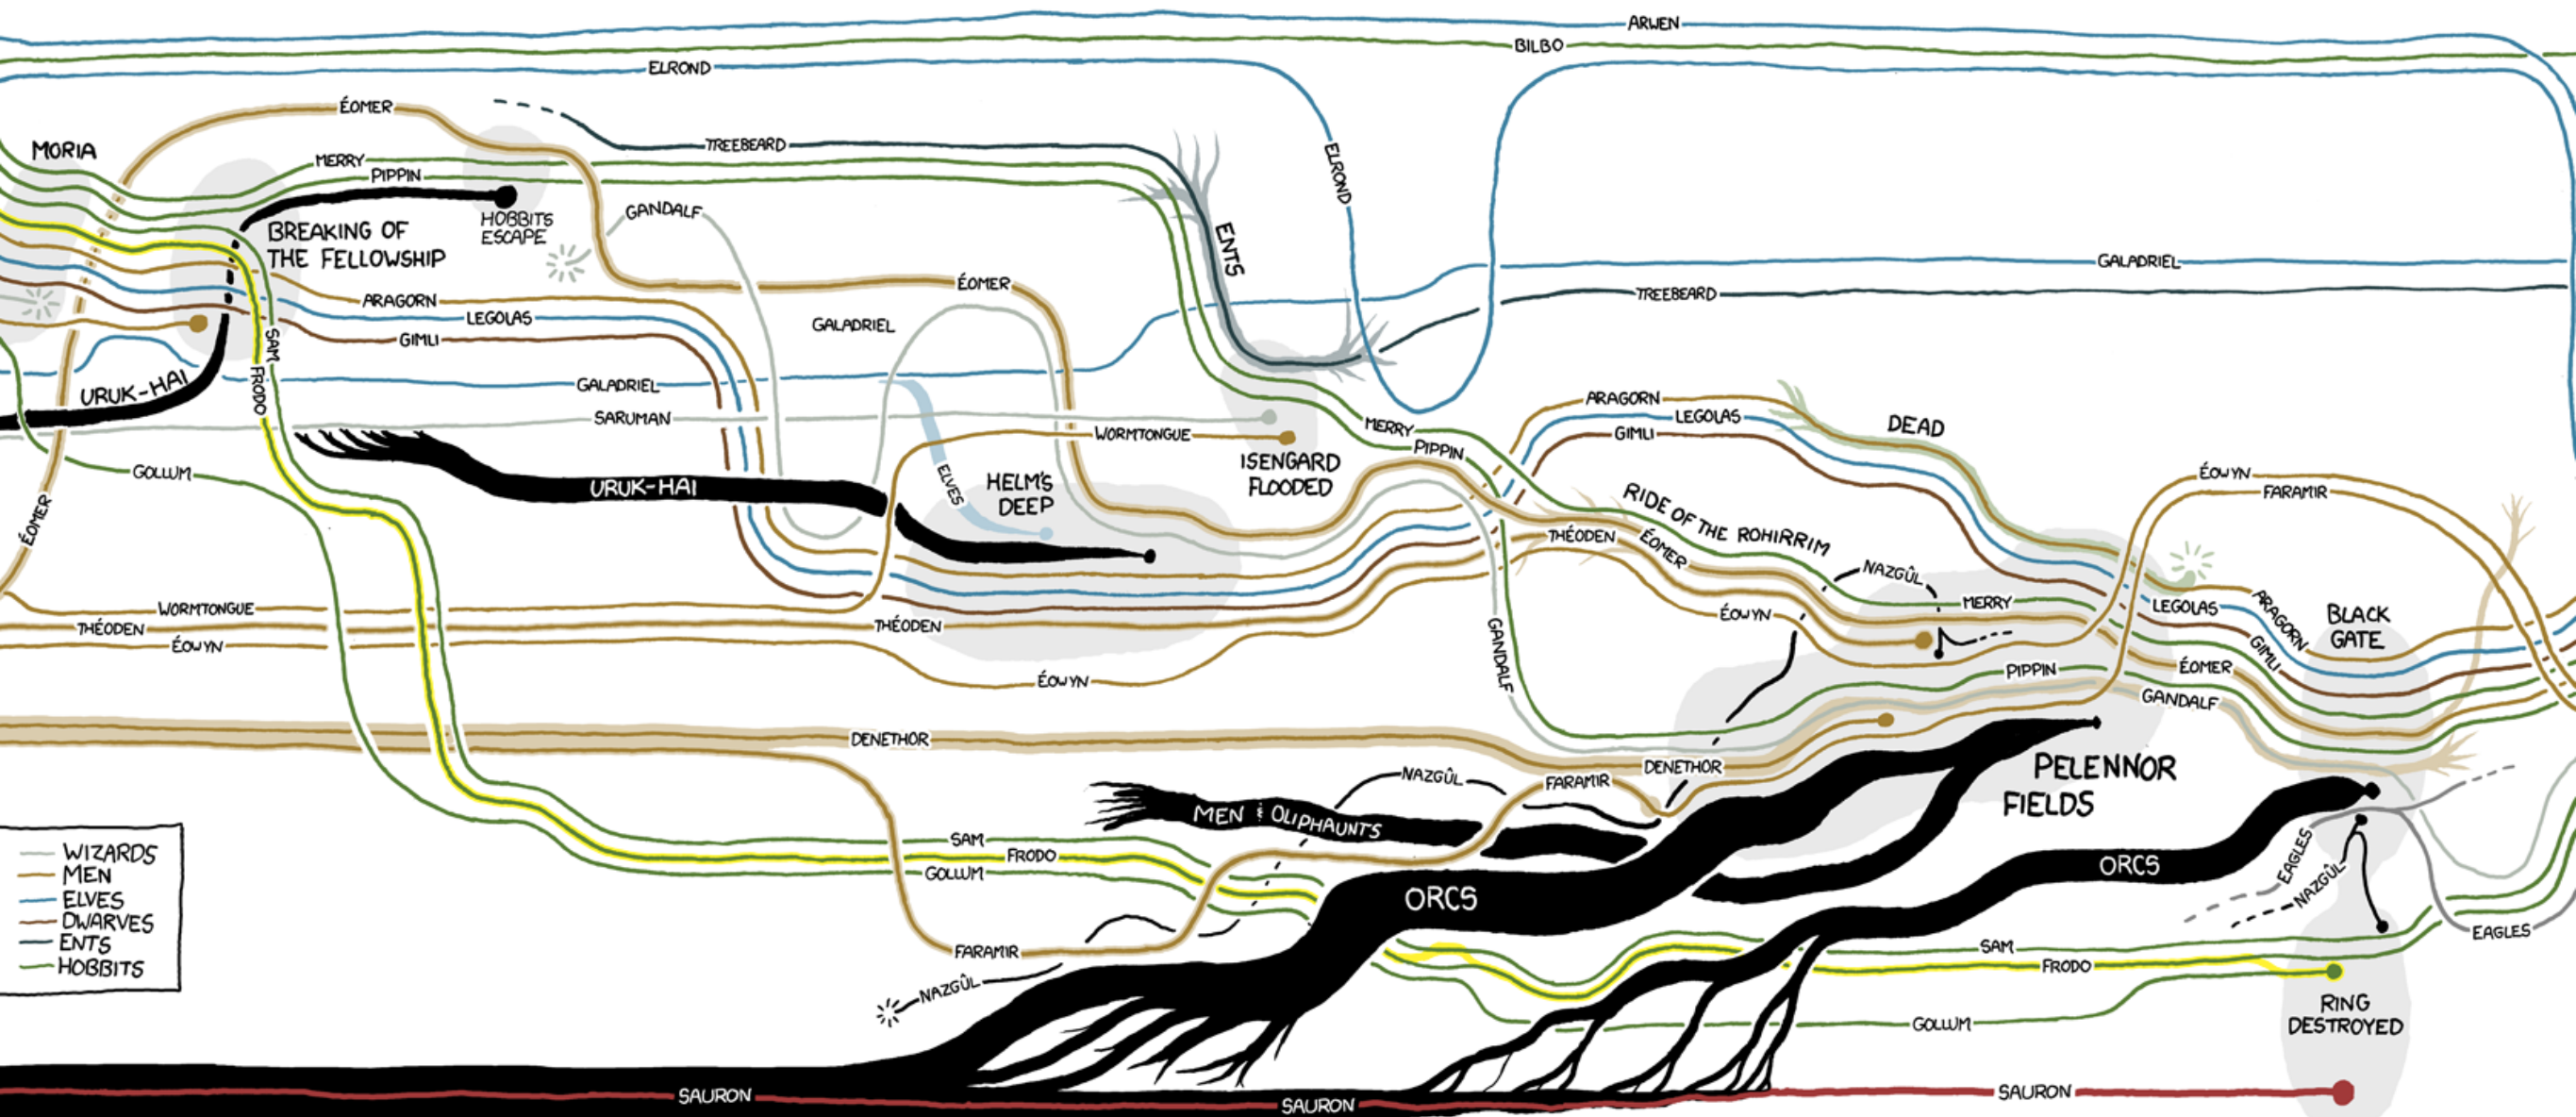 ARWEN
BILBO
ELROND
ÉOMER
MORIA
TREEBEARD
MERRY
PIPPIN
ELROND
HOBBITS
ESCAPE
GANDALF
BREAKING OF
THE FELLOWSHIP
ENTS
GALADRIEL
ÉOMER
TREEBEARD
ARAGORN
LEGOLAS
GIMLI
GALADRIEL
SAM
FRODO
URUK-HAI
GALADRIEL
SARUMAN
ARAGORN
LEGOLAS
GIMLI
DEAD
MERRY
PIPPIN
WORMTONGUE
ISENGARD
FLOODED
GOLLUM
URUK-HAI
ELVES
HELM'S
DEEP
ÉOWYN
FARAMIR
ÉOMER
RIDE OF THE ROHIRRIM
THÉODEN
ÉOMER
NAZGÛL
MERRY
WORMTONGUE
THÉODEN
ÉOWYN
THÉODEN
ÉOWYN
GANDALF
ÉOWYN
LEGOLAS
ARAGORN
GIMLI
BLACK
GATE
PIPPIN
ÉOMER
GANDALF
DENETHOR
DENETHOR
NAZGÛL
FARAMIR
PELENNOR
FIELDS
MEN & OLIPHAUNTS
SAM
FRODO
GOLLUM
ORCS
ORCS
EAGLES
NAZGÛL
WIZARDS
MEN
ELVES
DWARVES
ENTS
HOBBITS
FARAMIR
NAZGÛL
SAM
FRODO
EAGLES
GOLLUM
RING
DESTROYED
SAURON
SAURON
SAURON